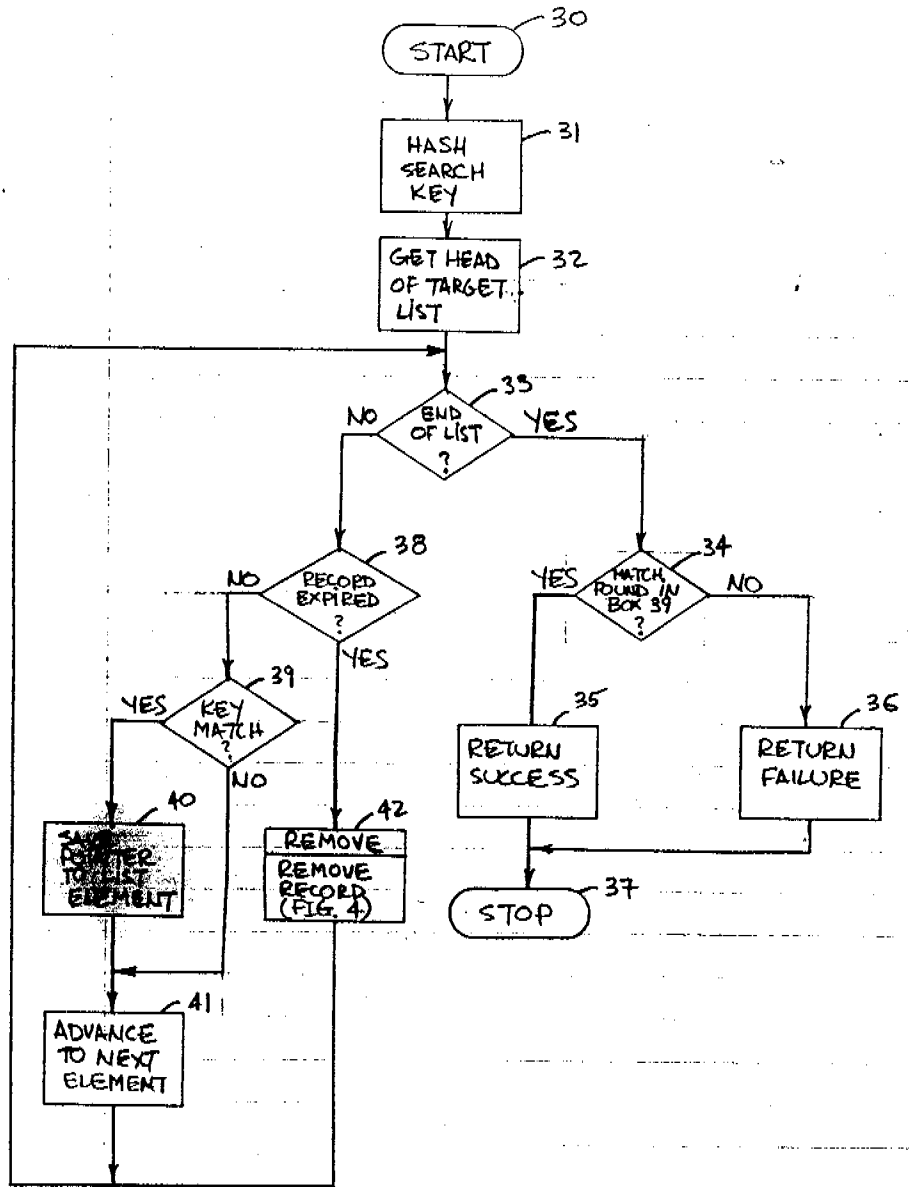 30
START
31
HASH
SEARCH
KEY
32
GET HEAD
OF TARGET
LIST
33
NO
END
OF LIST
?
YES
38
NO
RECORD
EXPIRED
?
YES
34
YES
MATCH
FOUND IN
BOX 39
?
NO
39
YES
KEY
MATCH
?
NO
35
RETURN
SUCCESS
36
RETURN
FAILURE
40
SAVE
POINTER
TO LIST
ELEMENT
42
REMOVE
REMOVE
RECORD
(FIG. 4)
37
STOP
41
ADVANCE
TO NEXT
ELEMENT